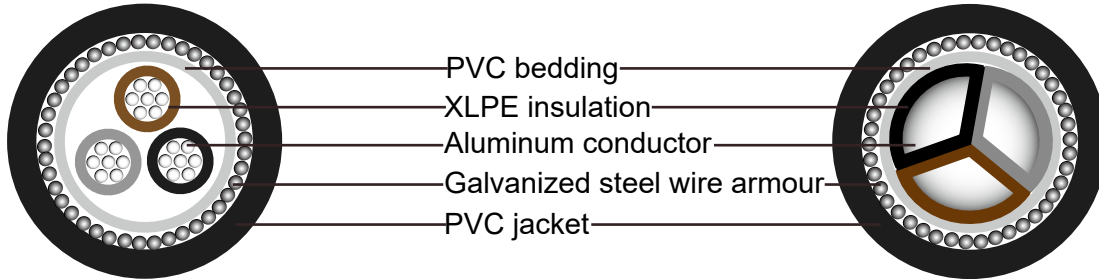 PVC bedding
XLPE insulation
Aluminum conductor
Galvanized steel wire armour
PVC jacket